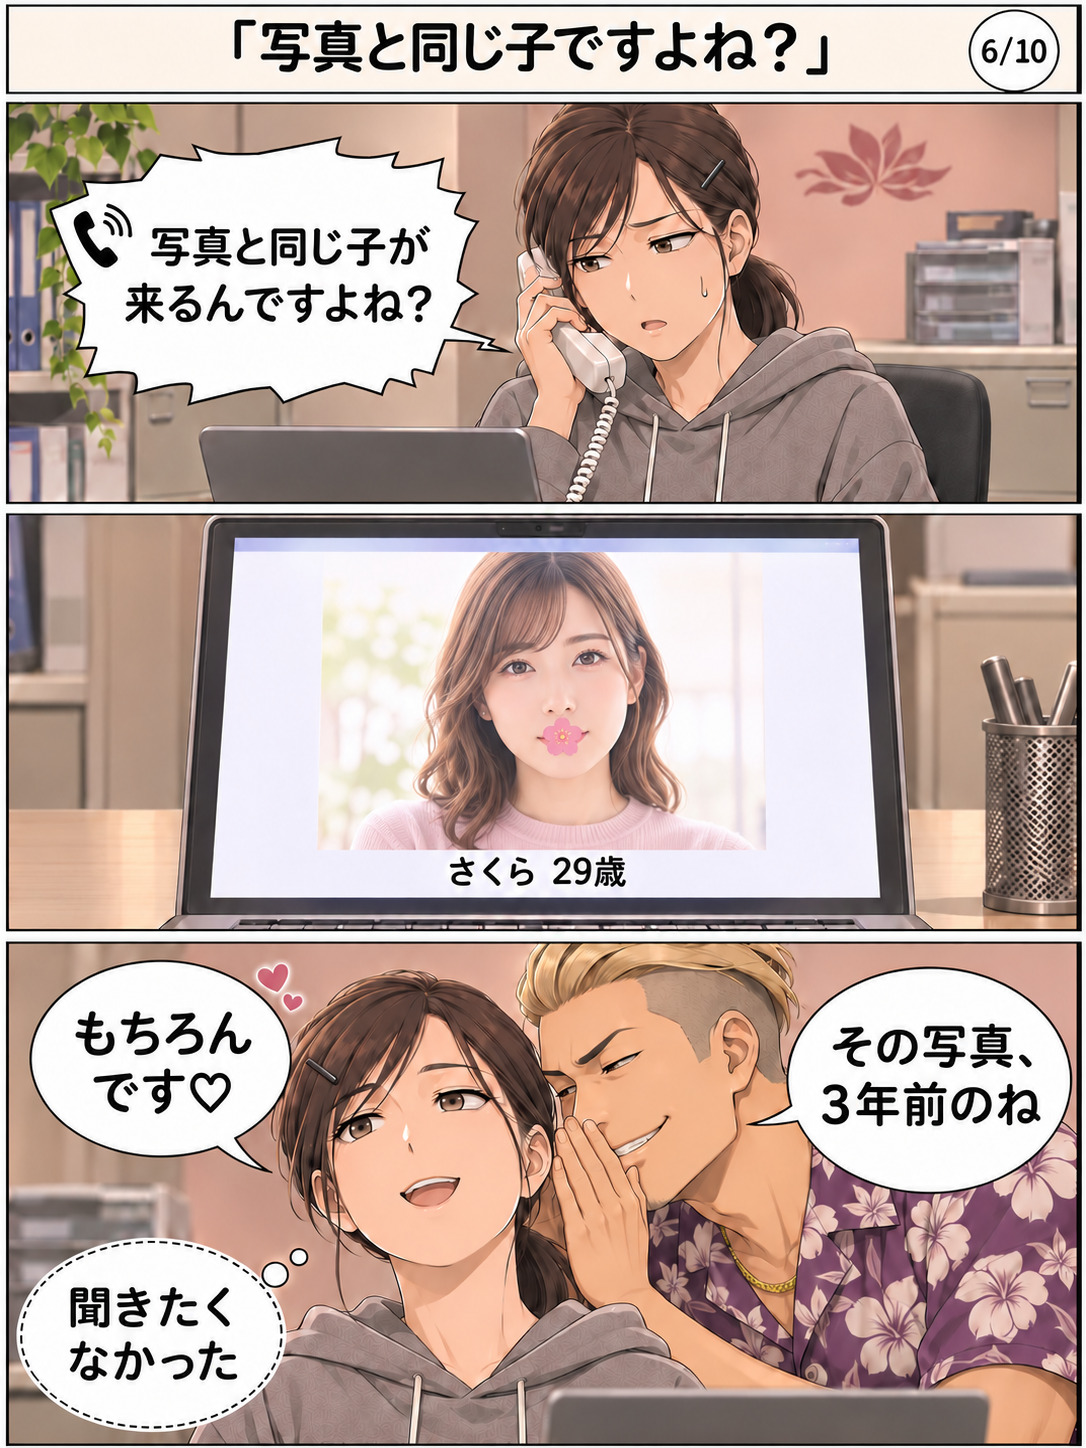 「写真と同じ子ですよね？」
6/10
写真と同じ子が
来るんですよね？
さくら 29歳
もちろん
です♡
その写真、
3年前のね
聞きたく
なかった